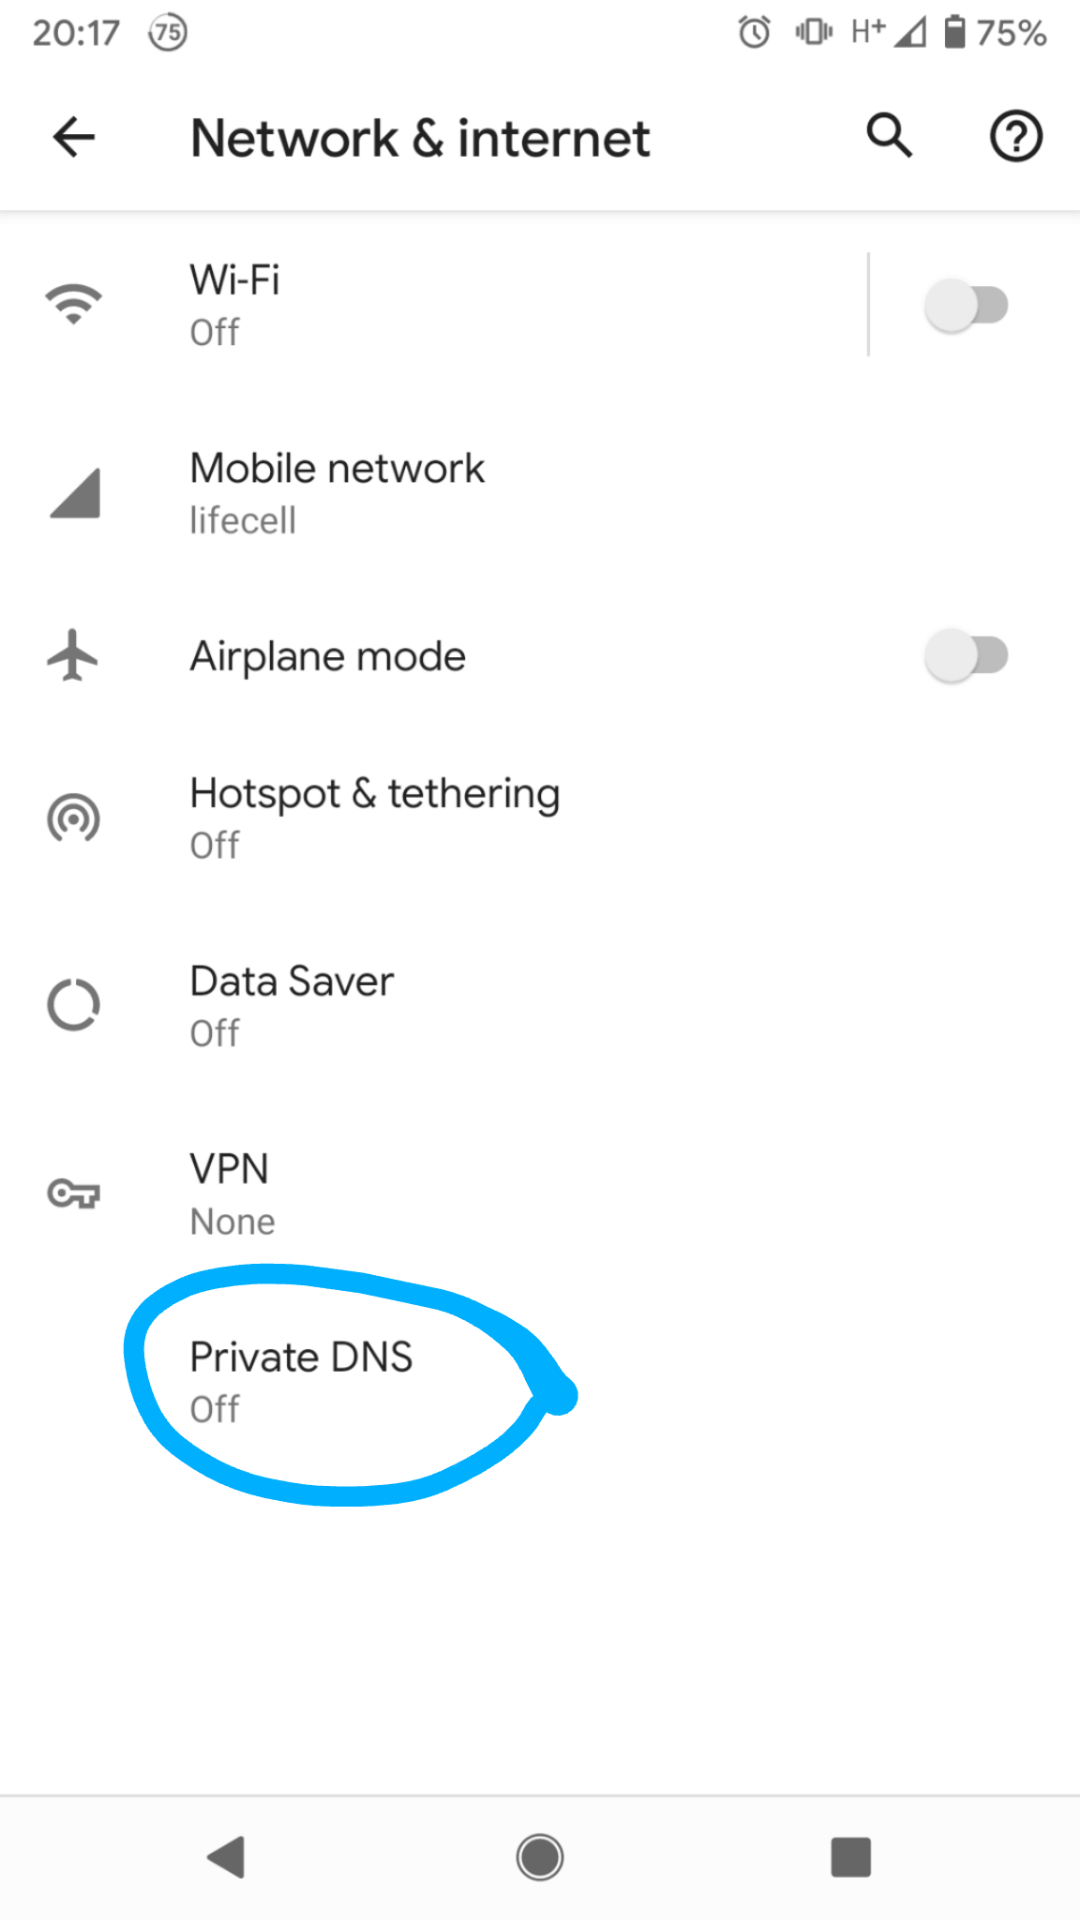 20:17 75 H+ 75%
Network & internet
Wi-Fi
Off
Mobile network
lifecell
Airplane mode
Hotspot & tethering
Off
Data Saver
Off
VPN
None
Private DNS
Off